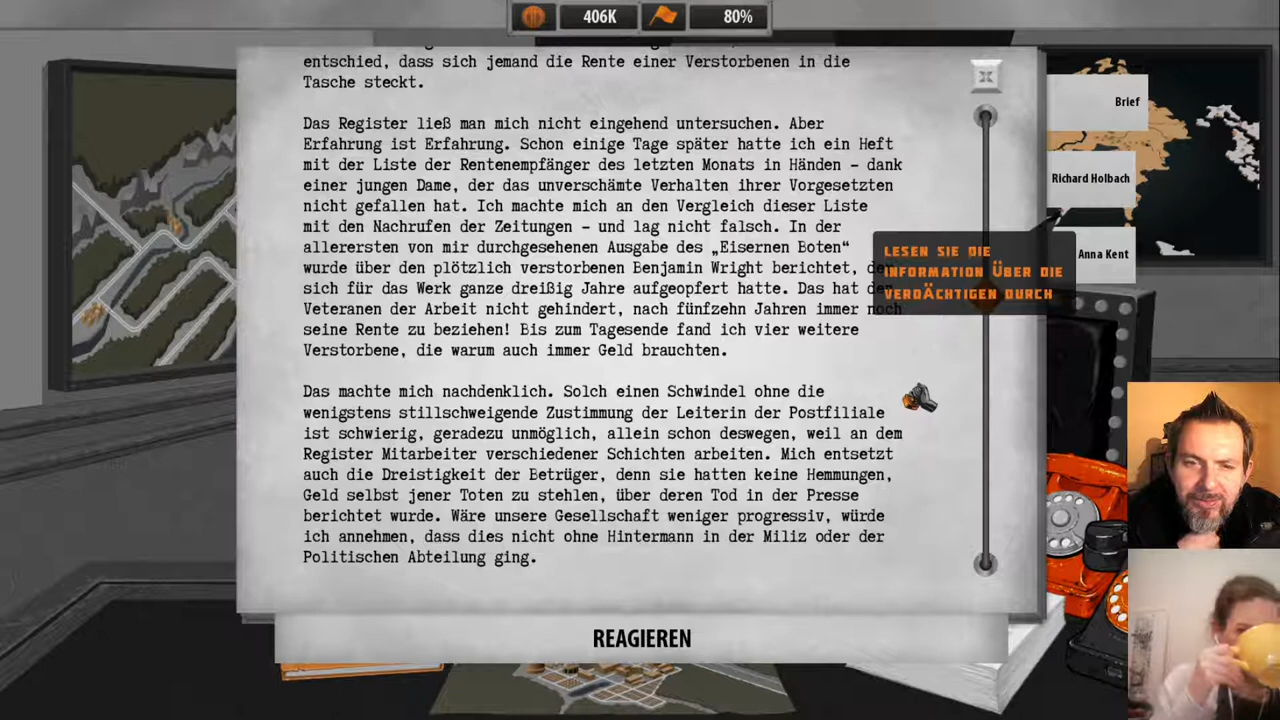 406K
80%
entschied, dass sich jemand die Rente einer Verstorbenen in die
Tasche steckt.
Das Register ließ man mich nicht eingehend untersuchen. Aber
Erfahrung ist Erfahrung. Schon einige Tage später hatte ich ein Heft
mit der Liste der Rentenempfänger des letzten Monats in Händen – dank
einer jungen Dame, der das unverschämte Verhalten ihrer Vorgesetzten
nicht gefallen hat. Ich machte mich an den Vergleich dieser Liste
mit den Nachrufen der Zeitungen – und lag nicht falsch. In der
allerersten von mir durchgesehenen Ausgabe des „Eisernen Boten“
wurde über den plötzlich verstorbenen Benjamin Wright berichtet,
sich für das Werk ganze dreißig Jahre aufgeopfert hatte. Das hat
Veteranen der Arbeit nicht gehindert, nach fünfzehn Jahren immer noch
seine Rente zu beziehen! Bis zum Tagesende fand ich vier weitere
Verstorbene, die warum auch immer Geld brauchten.
Das machte mich nachdenklich. Solch einen Schwindel ohne die
wenigstens stillschweigende Zustimmung der Leiterin der Postfiliale
ist schwierig, geradezu unmöglich, allein schon deswegen, weil an dem
Register Mitarbeiter verschiedener Schichten arbeiten. Mich entsetzt
auch die Dreistigkeit der Betrüger, denn sie hatten keine Hemmungen,
Geld selbst jener Toten zu stehlen, über deren Tod in der Presse
berichtet wurde. Wäre unsere Gesellschaft weniger progressiv, würde
ich annehmen, dass dies nicht ohne Hintermann in der Miliz oder der
Politischen Abteilung ging.
REAGIEREN
Brief
Richard Holbach
Anna Kent
LESEN SIE DIE
INFORMATION ÜBER DIE
VERDÄCHTIGEN DURCH